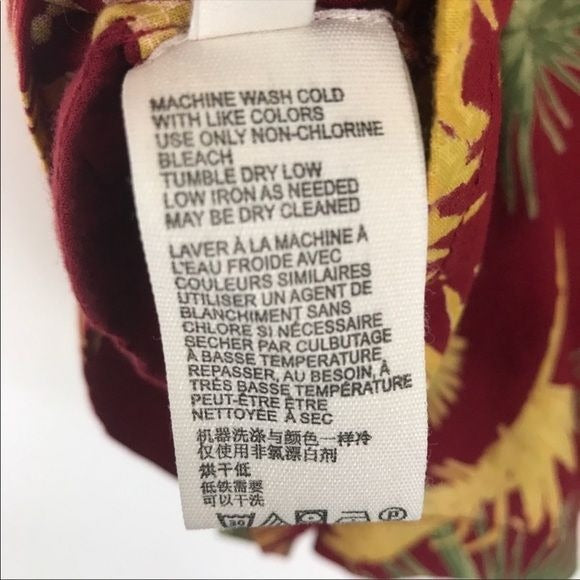 MACHINE WASH COLD
WITH LIKE COLORS
USE ONLY NON-CHLORINE
BLEACH
TUMBLE DRY LOW
LOW IRON AS NEEDED
MAY BE DRY CLEANED
LAVER À LA MACHINE À
L'EAU FROIDE AVEC
COULEURS SIMILAIRES
UTILISER UN AGENT DE
BLANCHIMENT SANS
CHLORE SI NÉCESSAIRE
SECHER PAR CULBUTAGE
À BASSE TEMPERATURE
REPASSER, AU BESOIN, À
TRÈS BASSE TEMPÉRATURE
PEUT-ÊTRE ÊTRE
NETTOYÉE À SEC
机器洗涤与颜色一样冷
仅使用非氯漂白剂
烘干低
低铁需要
可以干洗
30 P